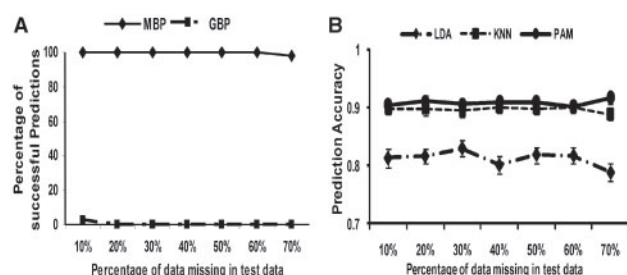 A
MBP GBP
Percentage of
successful Predictions
100
80
60
40
20
0
10% 20% 30% 40% 50% 60% 70%
Percentage of data missing in test data
B
LDA KNN PAM
Prediction Accuracy
1
0.9
0.8
0.7
10% 20% 30% 40% 50% 60% 70%
Percentage of data missing in test data